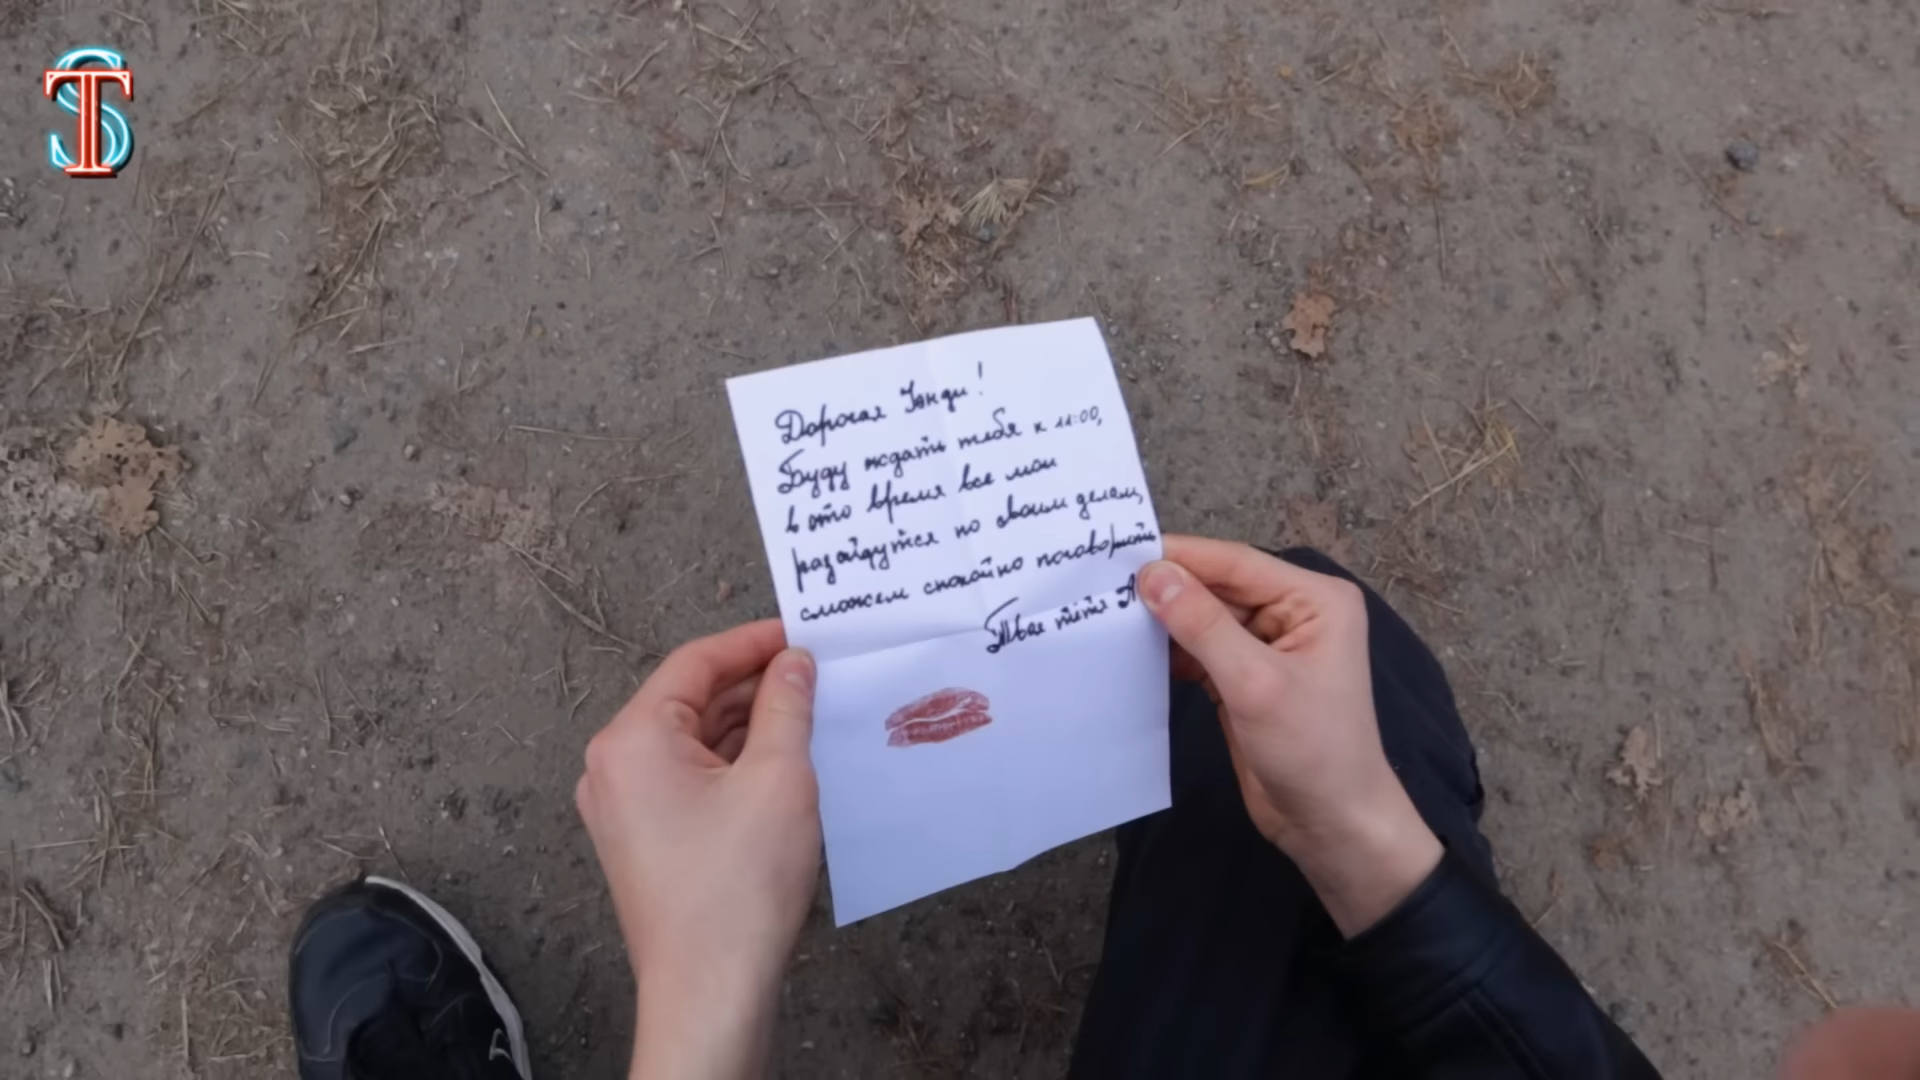 TS
Дорогая Уэнди!
Буду ждать тебя к 11:00,
в это время все мои
разойдутся по своим делам,
сможем спокойно поговорить
Твоя тётя А